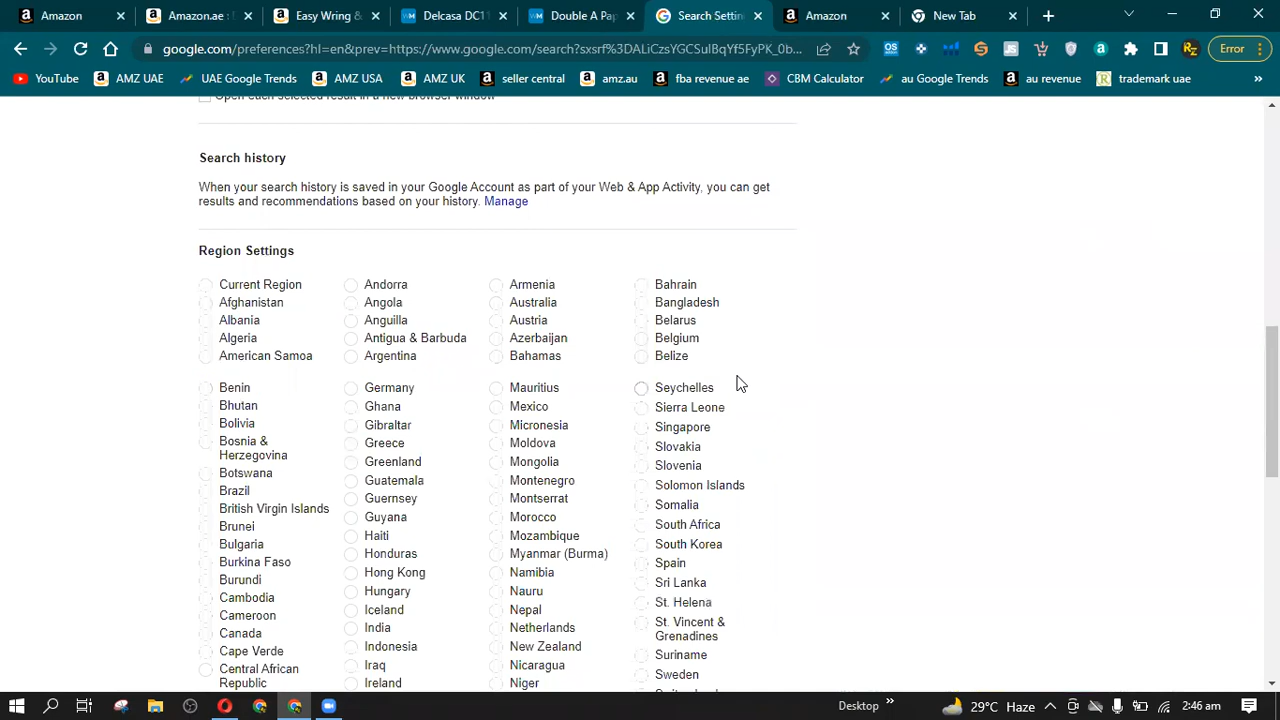 Amazon
Amazon.ae : B
Easy Wring &
Delcasa DC11
Double A Pap
Search Settin
Amazon
New Tab
google.com/preferences?hl=en&prev=https://www.google.com/search?sxsrf%3DALiCzsYGCSulBqYf5FyPK_0b...
Error
YouTube
AMZ UAE
UAE Google Trends
AMZ USA
AMZ UK
seller central
amz.au
fba revenue ae
CBM Calculator
au Google Trends
au revenue
trademark uae
»
Open each selected result in a new browser window
Search history
When your search history is saved in your Google Account as part of your Web & App Activity, you can get
results and recommendations based on your history. Manage
Region Settings
Current Region Andorra Armenia Bahrain
Afghanistan Angola Australia Bangladesh
Albania Anguilla Austria Belarus
Algeria Antigua & Barbuda Azerbaijan Belgium
American Samoa Argentina Bahamas Belize
Benin Germany Mauritius Seychelles
Bhutan Ghana Mexico Sierra Leone
Bolivia Gibraltar Micronesia Singapore
Bosnia & Greece Moldova Slovakia
Herzegovina Greenland Mongolia Slovenia
Botswana Guatemala Montenegro Solomon Islands
Brazil Guernsey Montserrat Somalia
British Virgin Islands Guyana Morocco South Africa
Brunei Haiti Mozambique South Korea
Bulgaria Honduras Myanmar (Burma) Spain
Burkina Faso Hong Kong Namibia Sri Lanka
Burundi Hungary Nauru St. Helena
Cambodia Iceland Nepal St. Vincent &
Cameroon India Netherlands Grenadines
Canada Indonesia New Zealand Suriname
Cape Verde Iraq Nicaragua Sweden
Central African Ireland Niger
Republic
Desktop » 29°C Haze 2:46 am